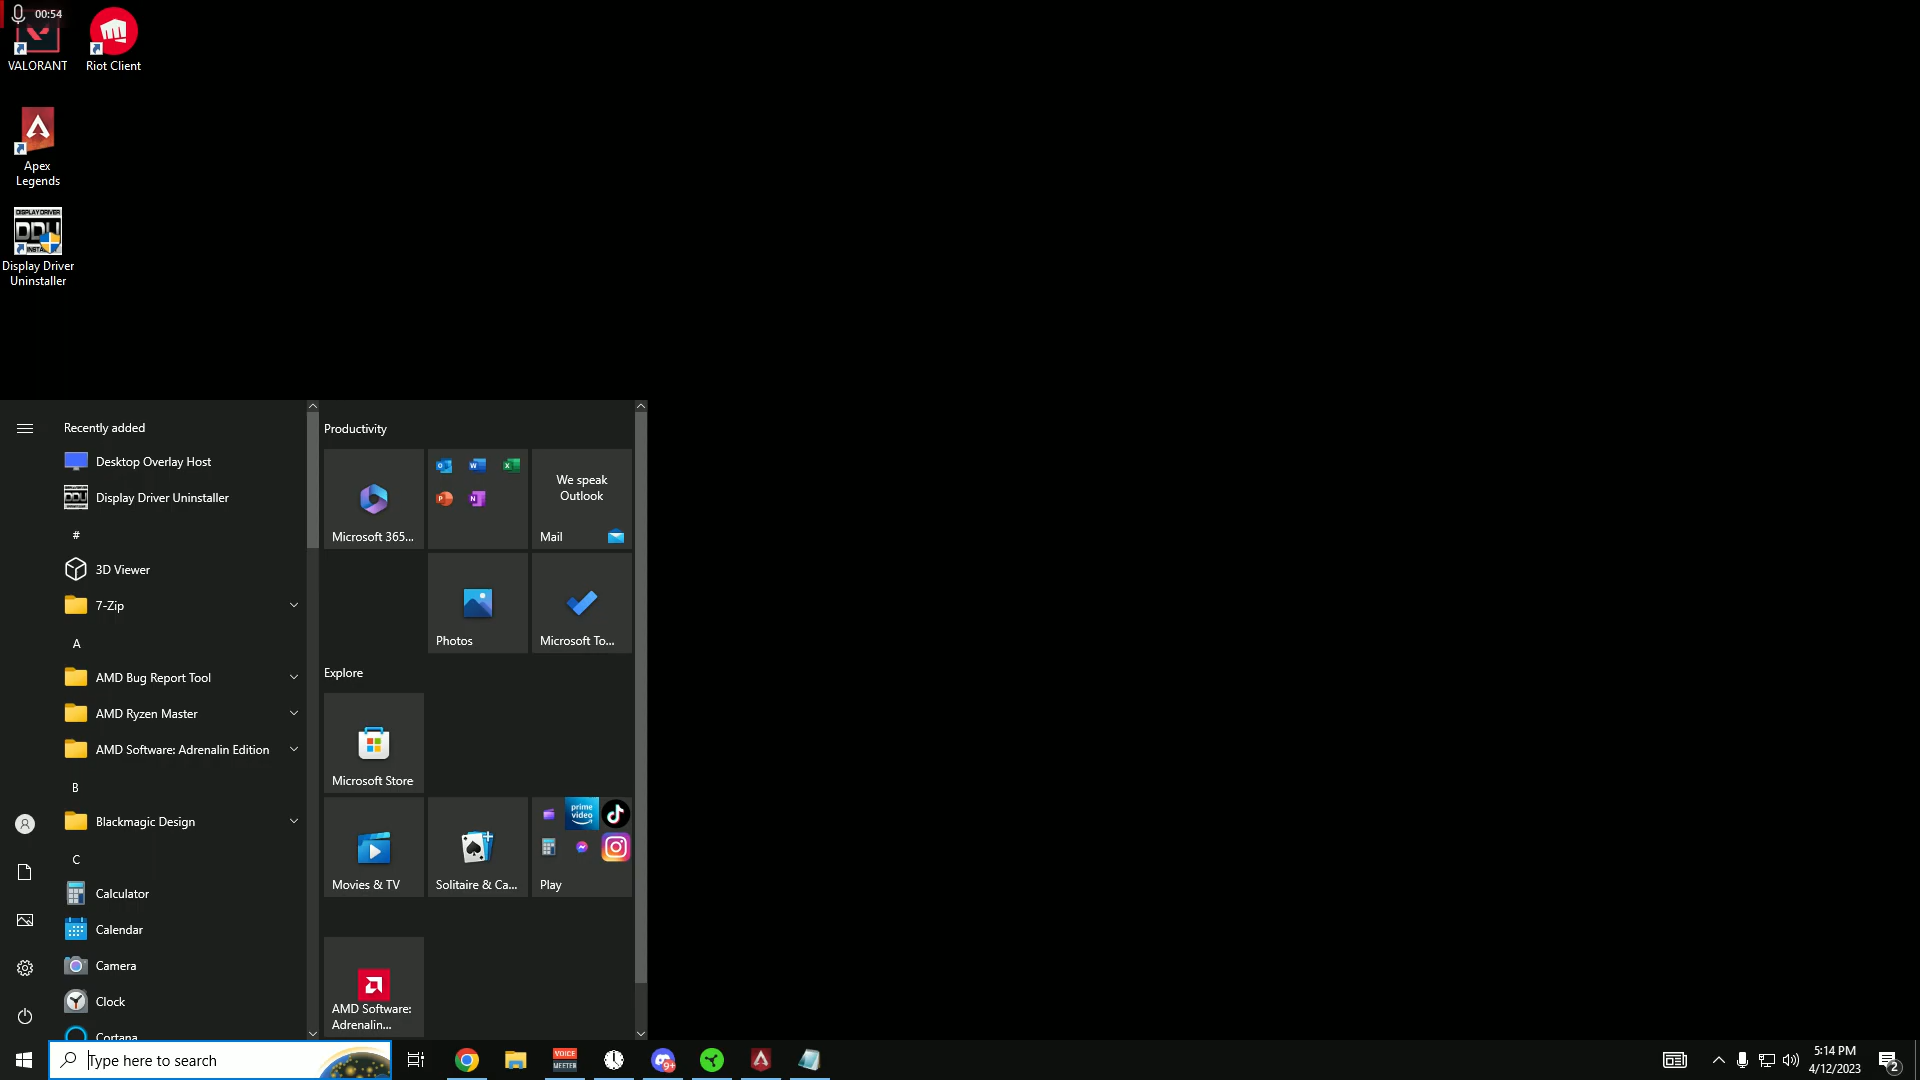 00:54
VALORANT
Riot Client
Apex
Legends
DISPLAY DRIVER
DDU
Display Driver
Uninstaller
Recently added
Desktop Overlay Host
Display Driver Uninstaller
#
3D Viewer
7-Zip
A
AMD Bug Report Tool
AMD Ryzen Master
AMD Software: Adrenalin Edition
B
Blackmagic Design
C
Calculator
Calendar
Camera
Clock
Cortana
Productivity
Microsoft 365...
We speak
Outlook
Mail
Photos
Microsoft To...
Explore
Microsoft Store
Movies & TV
Solitaire & Ca...
prime
video
Play
AMD Software:
Adrenalin...
Type here to search
VOICE
MEETER
9+
5:14 PM
4/12/2023
2